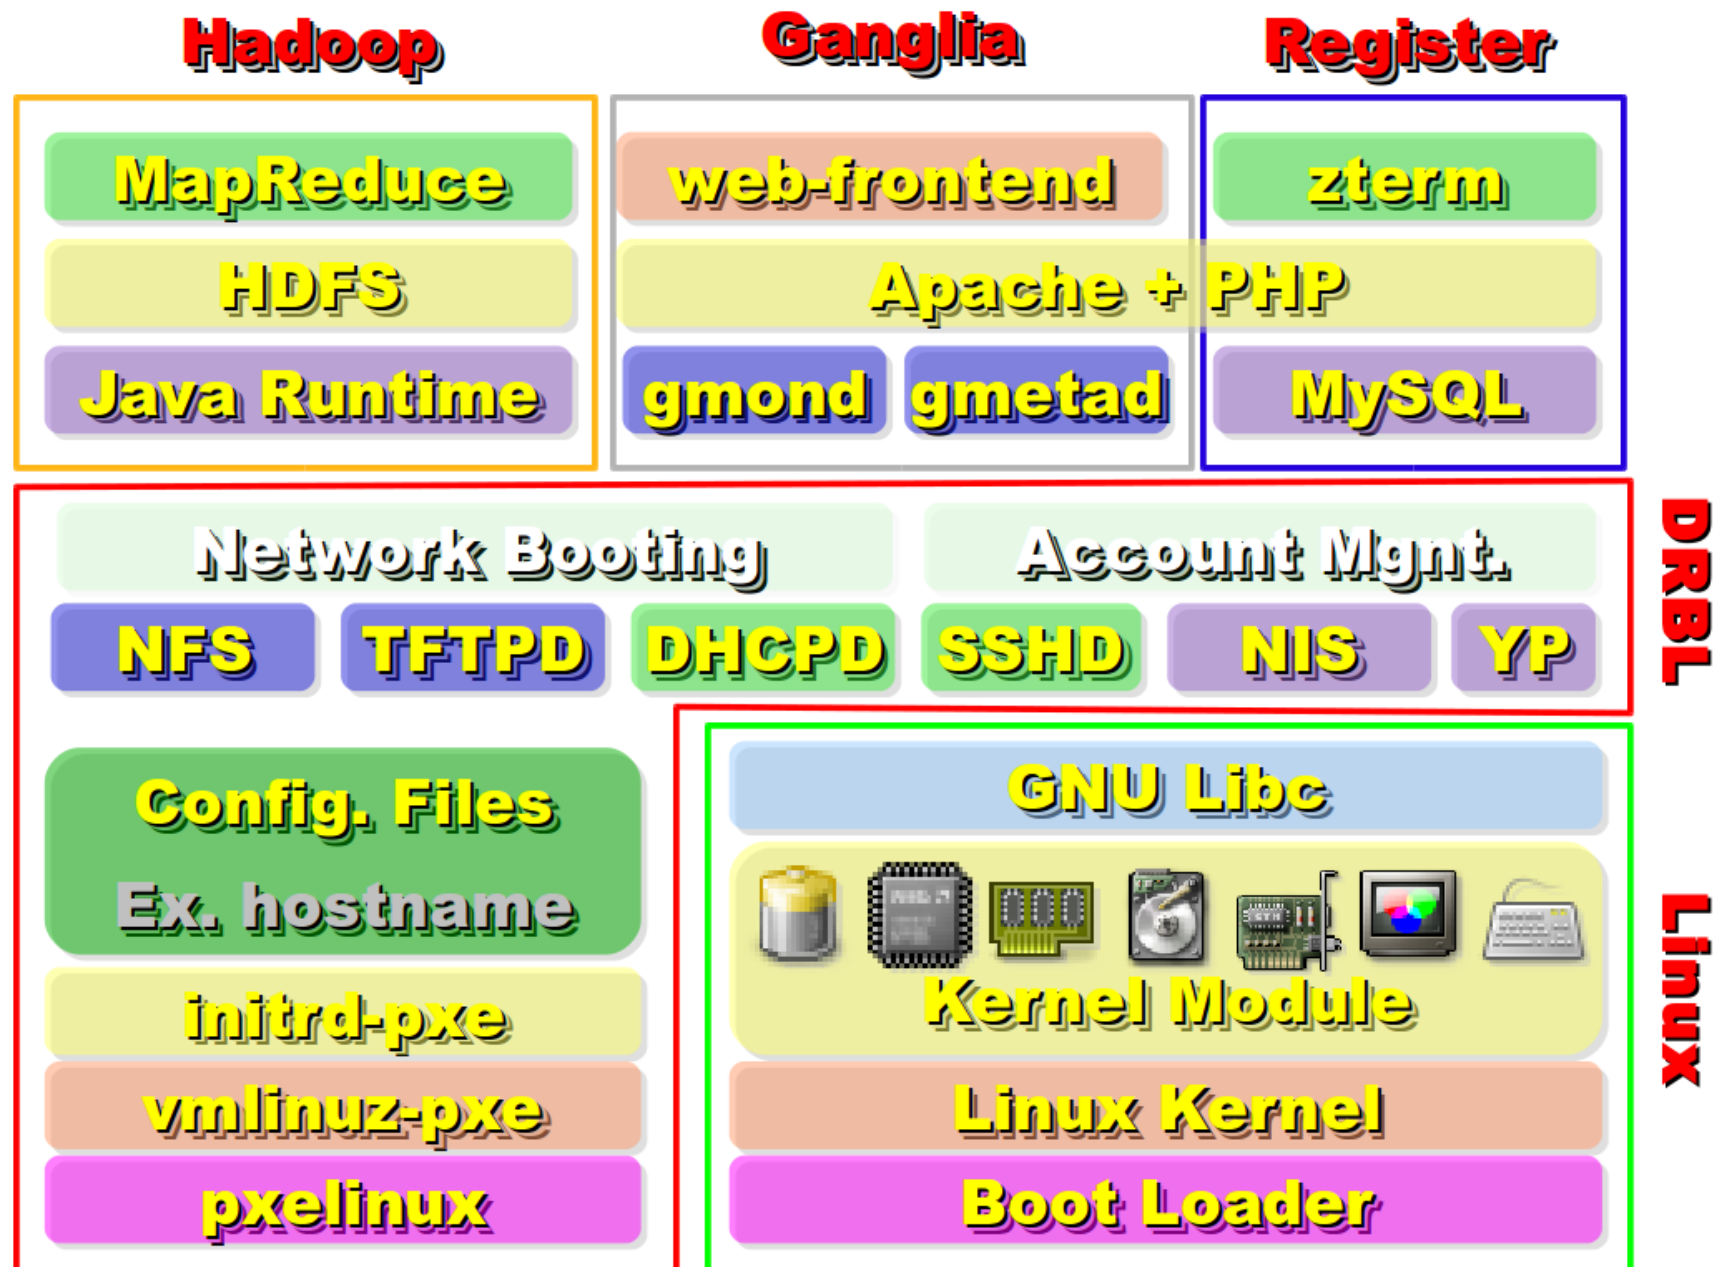 Hadoop
Ganglia
Register
MapReduce
web-frontend
zterm
HDFS
Apache + PHP
Java Runtime
gmond
gmetad
MySQL
DRBL
Network Booting
Account Mgnt.
NFS
TFTPD
DHCPD
SSHD
NIS
YP
Config. Files
Ex. hostname
initrd-pxe
vmlinuz-pxe
pxelinux
GNU Libc
Kernel Module
Linux Kernel
Boot Loader
Linux